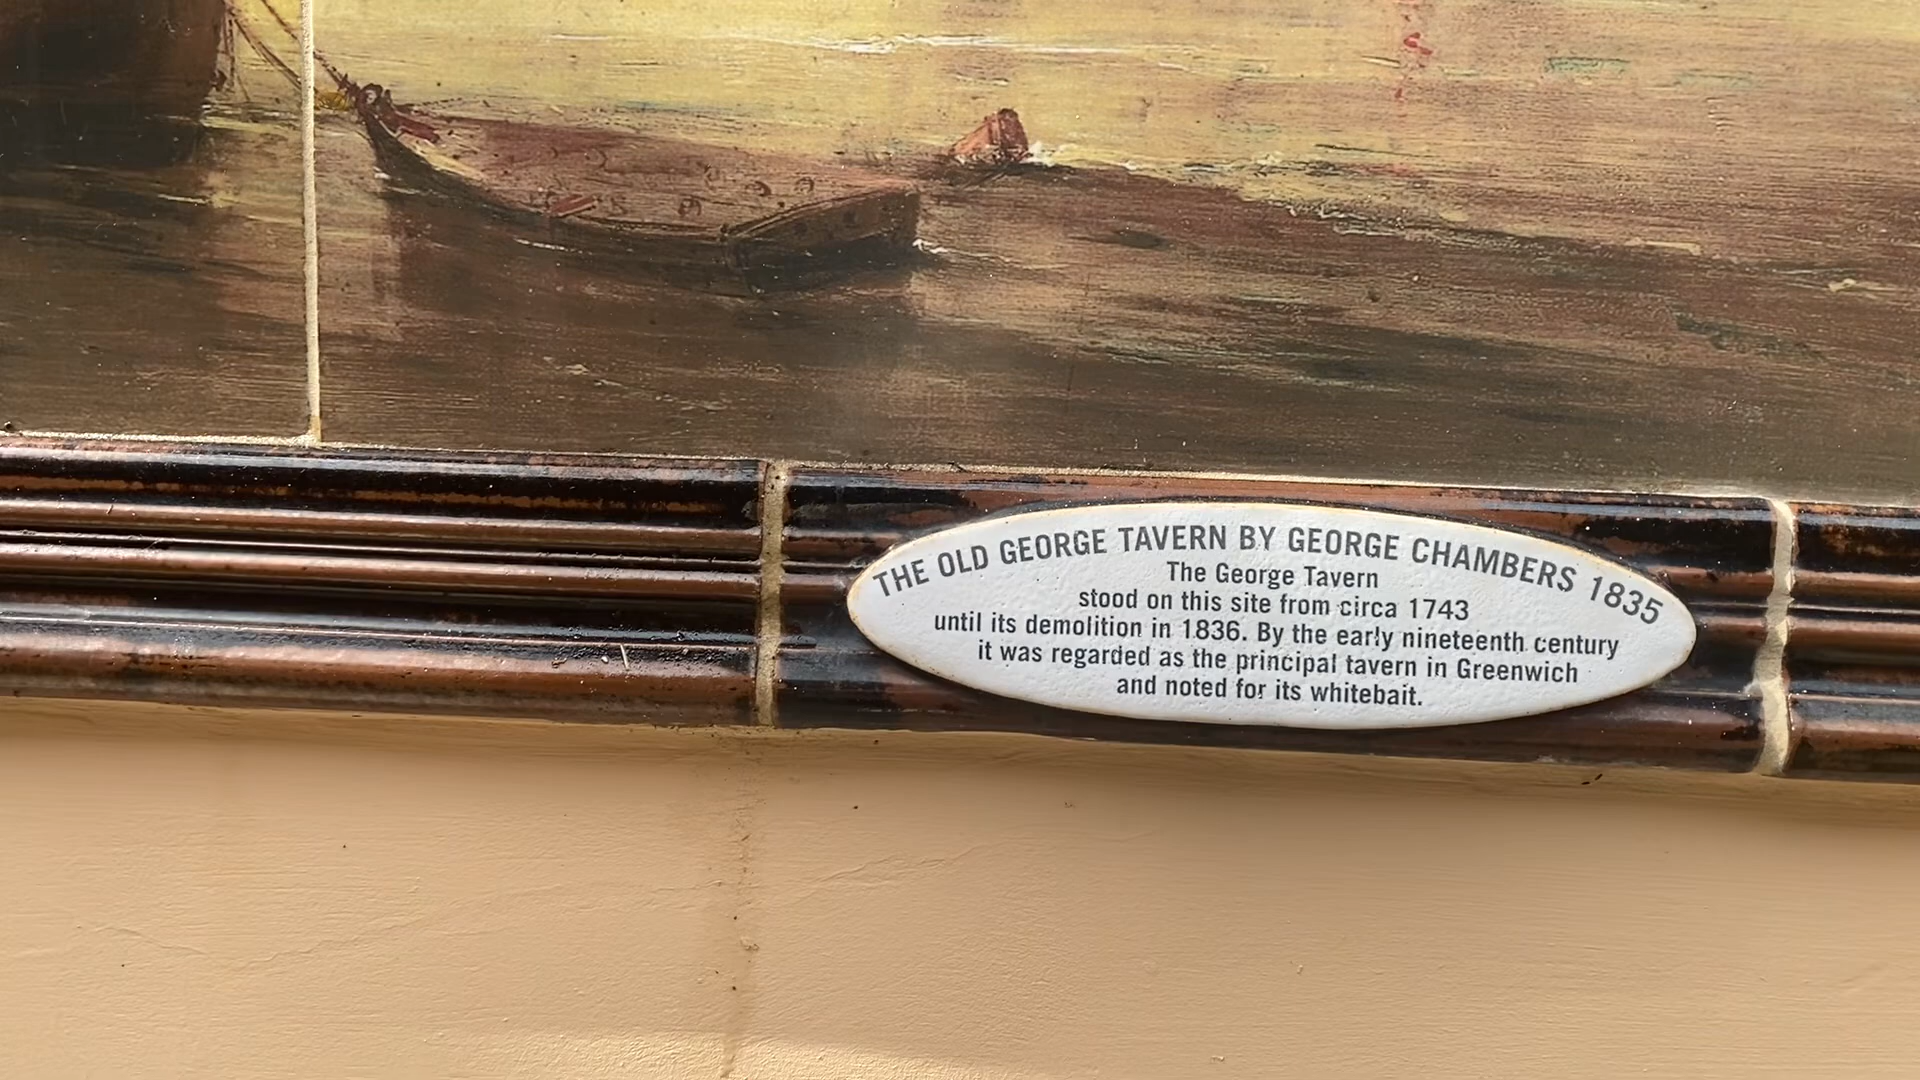 THE OLD GEORGE TAVERN BY GEORGE CHAMBERS 1835
The George Tavern
stood on this site from circa 1743
until its demolition in 1836. By the early nineteenth century
it was regarded as the principal tavern in Greenwich
and noted for its whitebait.